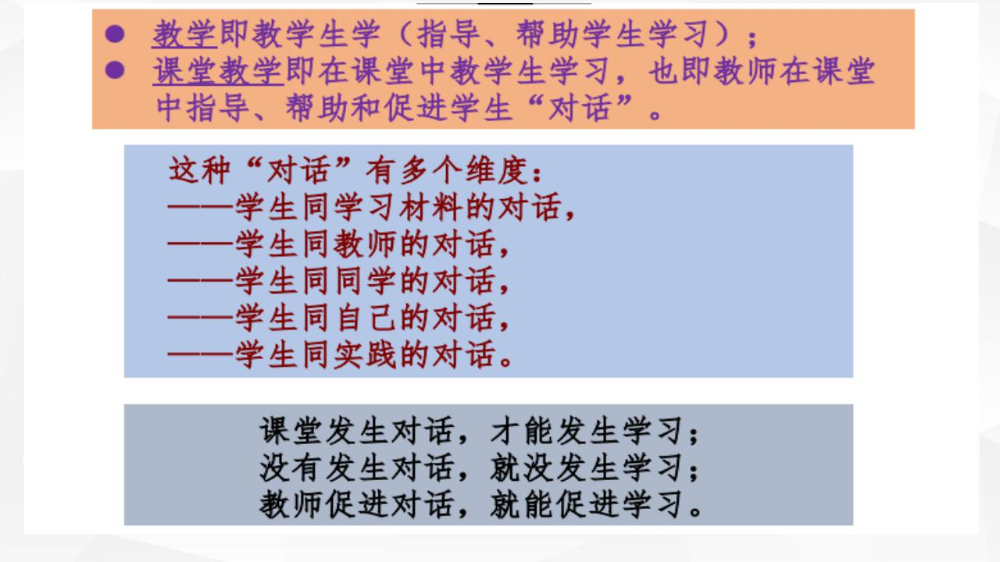 ● 教学即教学生学（指导、帮助学生学习）；
● 课堂教学即在课堂中教学生学习，也即教师在课堂
中指导、帮助和促进学生“对话”。
这种“对话”有多个维度：
——学生同学习材料的对话，
——学生同教师的对话，
——学生同同学的对话，
——学生同自己的对话，
——学生同实践的对话。
课堂发生对话，才能发生学习；
没有发生对话，就没发生学习；
教师促进对话，就能促进学习。